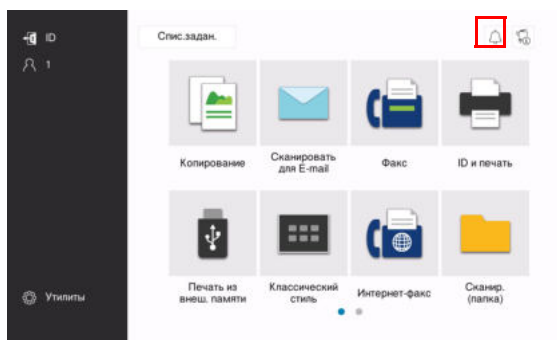 ID
Спис.задан.
1
Копирование
Сканировать
для E-mail
Факс
ID и печать
Печать из
внеш. памяти
Классический
стиль
Интернет-факс
Сканир.
(папка)
Утилиты